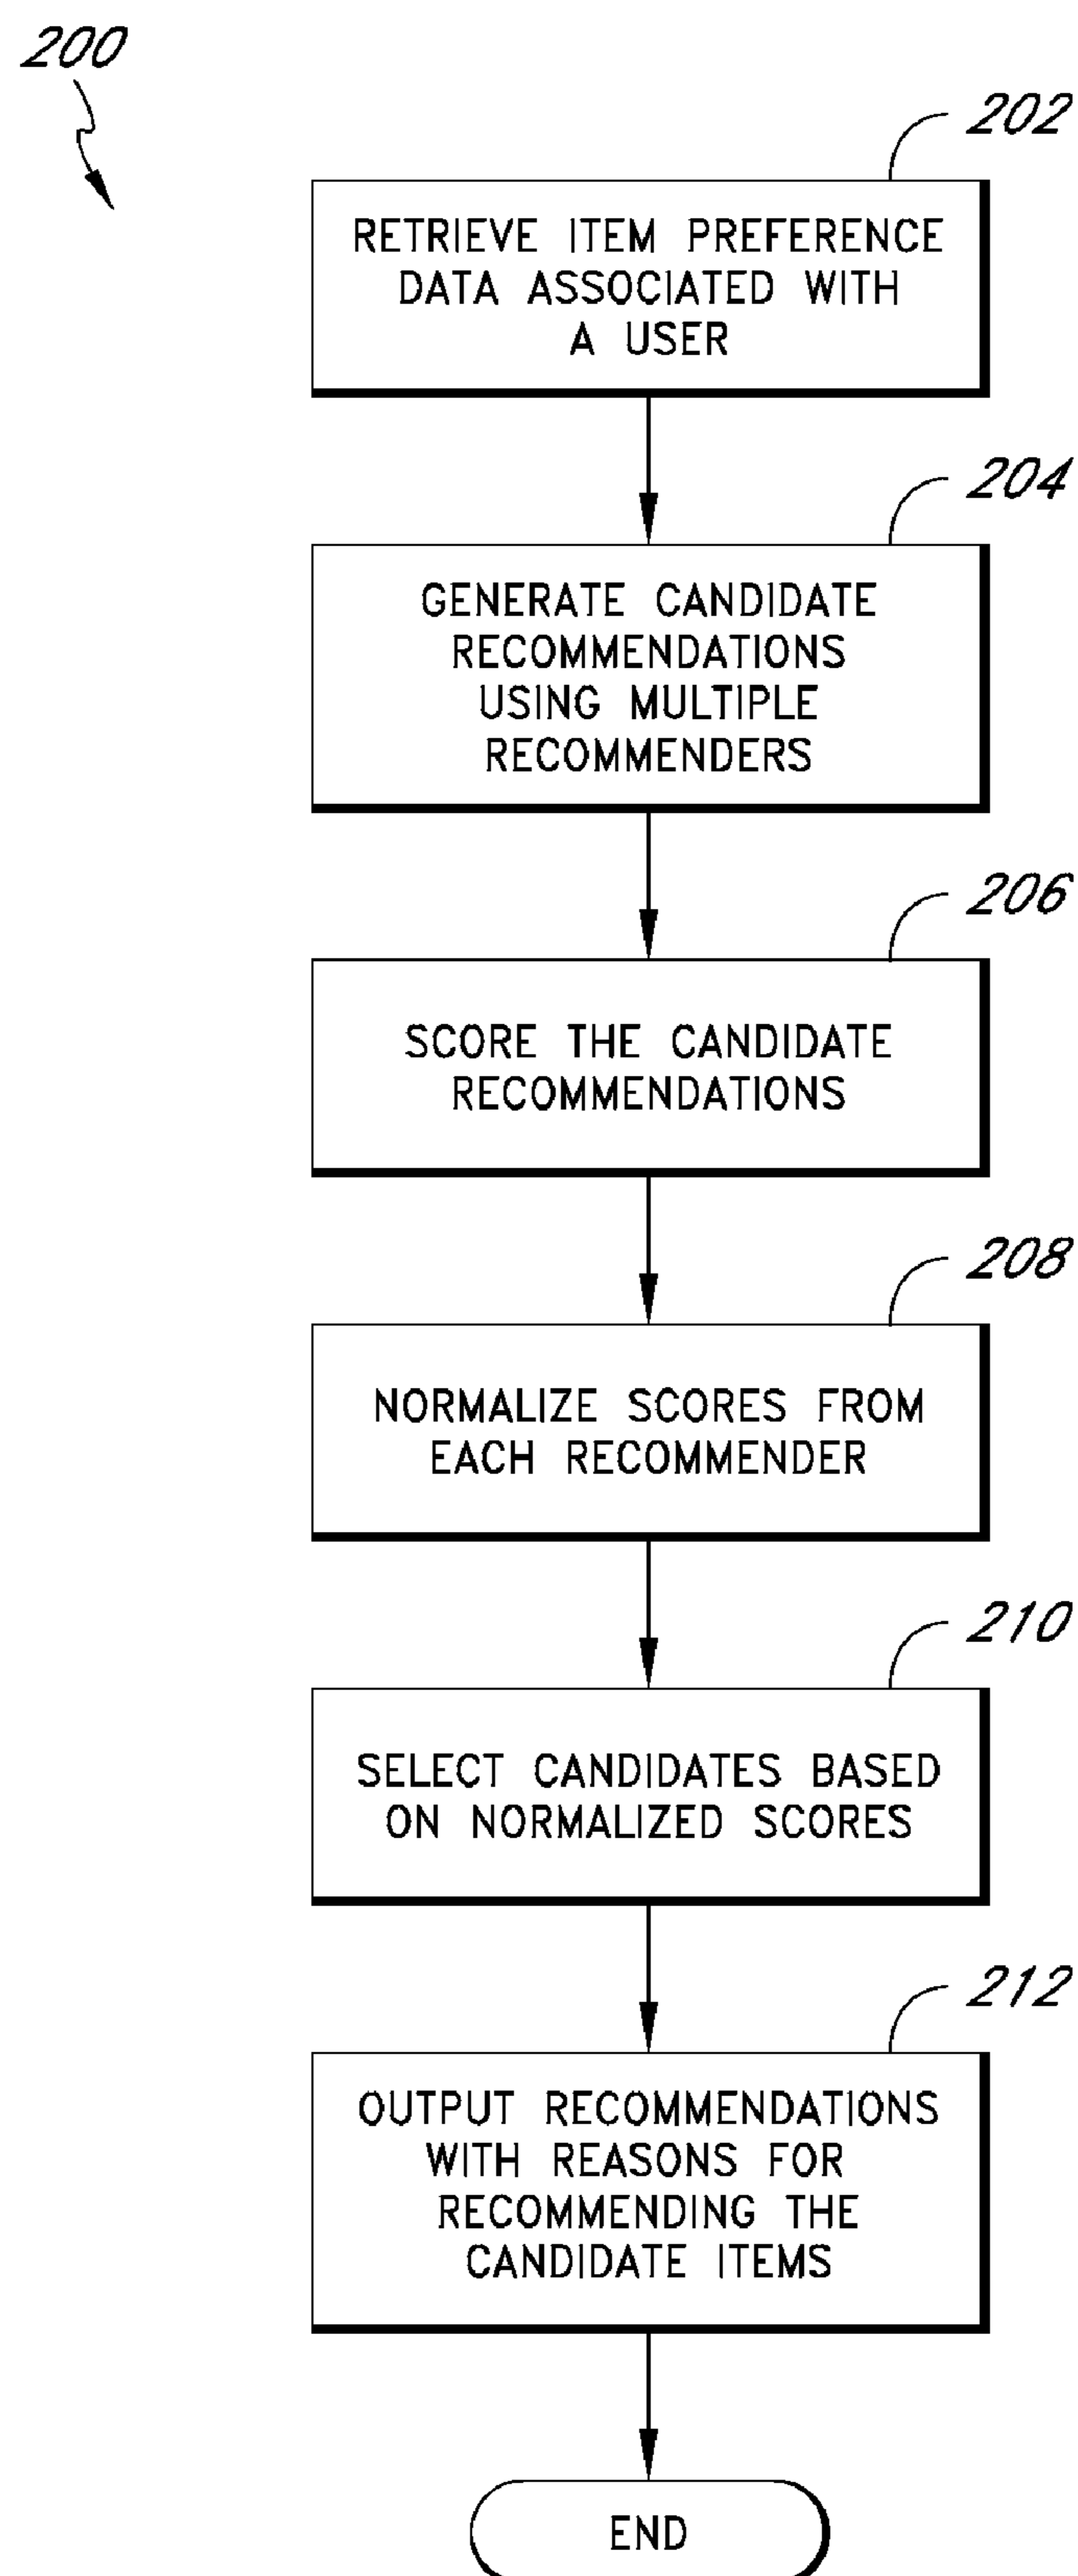 200
202
RETRIEVE ITEM PREFERENCE
DATA ASSOCIATED WITH
A USER
204
GENERATE CANDIDATE
RECOMMENDATIONS
USING MULTIPLE
RECOMMENDERS
206
SCORE THE CANDIDATE
RECOMMENDATIONS
208
NORMALIZE SCORES FROM
EACH RECOMMENDER
210
SELECT CANDIDATES BASED
ON NORMALIZED SCORES
212
OUTPUT RECOMMENDATIONS
WITH REASONS FOR
RECOMMENDING THE
CANDIDATE ITEMS
END